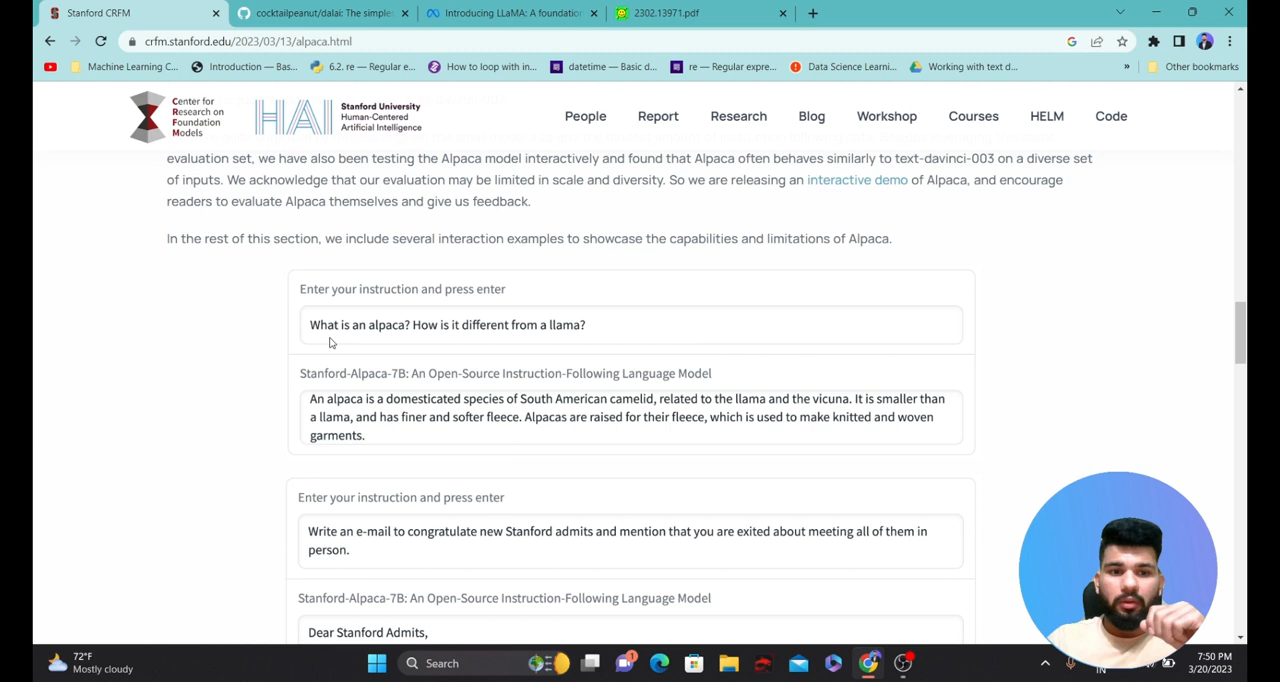 Stanford CRFM
cocktailpeanut/dalai: The simples
Introducing LLaMA: A foundation
2302.13971.pdf
crfm.stanford.edu/2023/03/13/alpaca.html
Machine Learning C...
Introduction — Bas...
6.2. re — Regular e...
How to loop with in...
datetime — Basic d...
re — Regular expre...
Data Science Learni...
Working with text d...
»
Other bookmarks
Center for
Research on
Foundation
Models
HAI
Stanford University
Human-Centered
Artificial Intelligence
People
Report
Research
Blog
Workshop
Courses
HELM
Code
evaluation set, we have also been testing the Alpaca model interactively and found that Alpaca often behaves similarly to text-davinci-003 on a diverse set
of inputs. We acknowledge that our evaluation may be limited in scale and diversity. So we are releasing an interactive demo of Alpaca, and encourage
readers to evaluate Alpaca themselves and give us feedback.
In the rest of this section, we include several interaction examples to showcase the capabilities and limitations of Alpaca.
Enter your instruction and press enter
What is an alpaca? How is it different from a llama?
Stanford-Alpaca-7B: An Open-Source Instruction-Following Language Model
An alpaca is a domesticated species of South American camelid, related to the llama and the vicuna. It is smaller than
a llama, and has finer and softer fleece. Alpacas are raised for their fleece, which is used to make knitted and woven
garments.
Enter your instruction and press enter
Write an e-mail to congratulate new Stanford admits and mention that you are exited about meeting all of them in
person.
Stanford-Alpaca-7B: An Open-Source Instruction-Following Language Model
Dear Stanford Admits,
72°F
Mostly cloudy
Search
IN
7:50 PM
3/20/2023